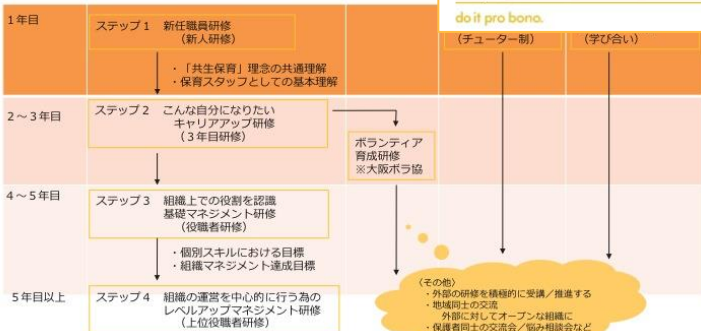 do it pro bono.
1年目
ステップ1 新任職員研修
(新人研修)
(チューター制)
(学び合い)
・「共生保育」理念の共通理解
・保育スタッフとしての基本理解
2～3年目
ステップ2 こんな自分になりたい
キャリアアップ研修
(3年目研修)
ボランティア
育成研修
※大阪ボラ協
4～5年目
ステップ3 組織上での役割を認識
基礎マネジメント研修
(役職者研修)
・個別スキルにおける目標
・組織マネジメント達成目標
5年目以上
ステップ4 組織の運営を中心的に行う為の
レベルアップマネジメント研修
(上位役職者研修)
〈その他〉
・外部の研修を積極的に受講／推進する
・地域同士の交流
外部に対してオープンな組織に
・保護者同士の交流会／悩み相談会など